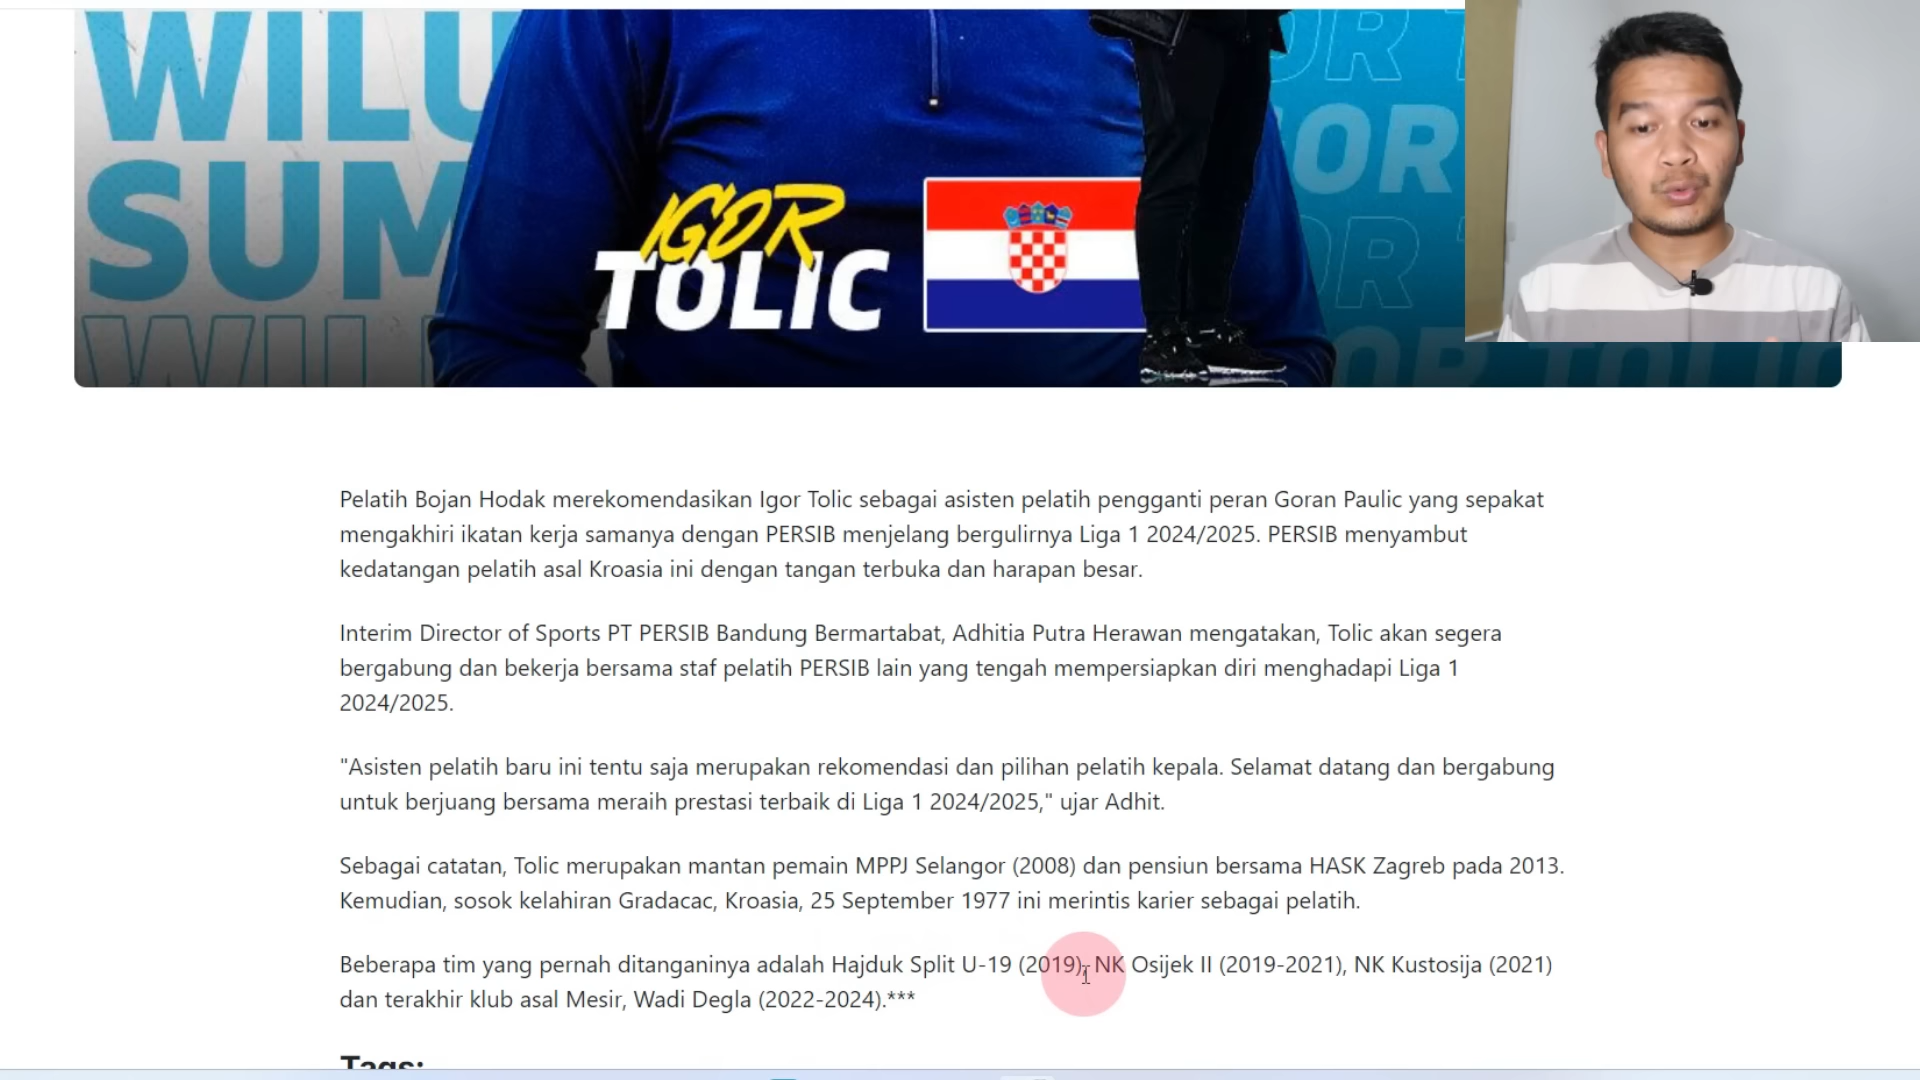 WILU
SUM
WILU
IGOR
TOLIC
OR
IOR
OR
OR TOLIC
Pelatih Bojan Hodak merekomendasikan Igor Tolic sebagai asisten pelatih pengganti peran Goran Paulic yang sepakat
mengakhiri ikatan kerja samanya dengan PERSIB menjelang bergulirnya Liga 1 2024/2025. PERSIB menyambut
kedatangan pelatih asal Kroasia ini dengan tangan terbuka dan harapan besar.
Interim Director of Sports PT PERSIB Bandung Bermartabat, Adhitia Putra Herawan mengatakan, Tolic akan segera
bergabung dan bekerja bersama staf pelatih PERSIB lain yang tengah mempersiapkan diri menghadapi Liga 1
2024/2025.
"Asisten pelatih baru ini tentu saja merupakan rekomendasi dan pilihan pelatih kepala. Selamat datang dan bergabung
untuk berjuang bersama meraih prestasi terbaik di Liga 1 2024/2025," ujar Adhit.
Sebagai catatan, Tolic merupakan mantan pemain MPPJ Selangor (2008) dan pensiun bersama HASK Zagreb pada 2013.
Kemudian, sosok kelahiran Gradacac, Kroasia, 25 September 1977 ini merintis karier sebagai pelatih.
Beberapa tim yang pernah ditanganinya adalah Hajduk Split U-19 (2019), NK Osijek II (2019-2021), NK Kustosija (2021)
dan terakhir klub asal Mesir, Wadi Degla (2022-2024).***
Tags: